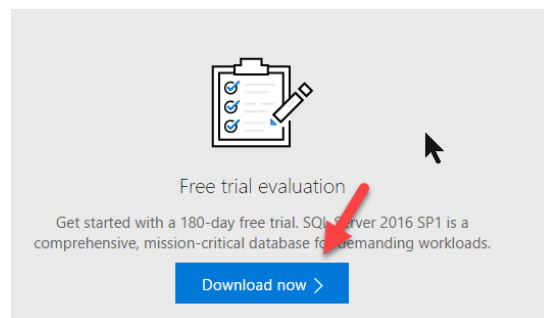 Free trial evaluation
Get started with a 180-day free trial. SQL Server 2016 SP1 is a
comprehensive, mission-critical database for demanding workloads.
Download now >